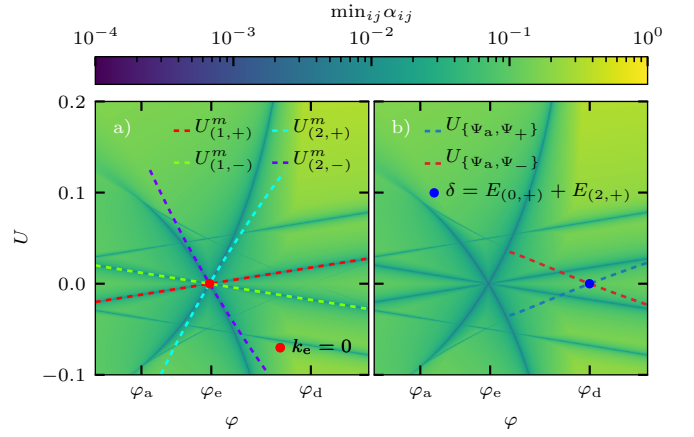 min_{ij} α_{ij}
10^{-4} 10^{-3} 10^{-2} 10^{-1} 10^{0}
U
0.2
0.1
0.0
−0.1
a)
U^m_{(1,+)} U^m_{(2,+)}
U^m_{(1,-)} U^m_{(2,-)}
k_e = 0
φ_a φ_e φ_d
φ
b)
U_{{Ψ_a,Ψ_+}}
U_{{Ψ_a,Ψ_-}}
δ = E_{(0,+)} + E_{(2,+)}
φ_a φ_e φ_d
φ